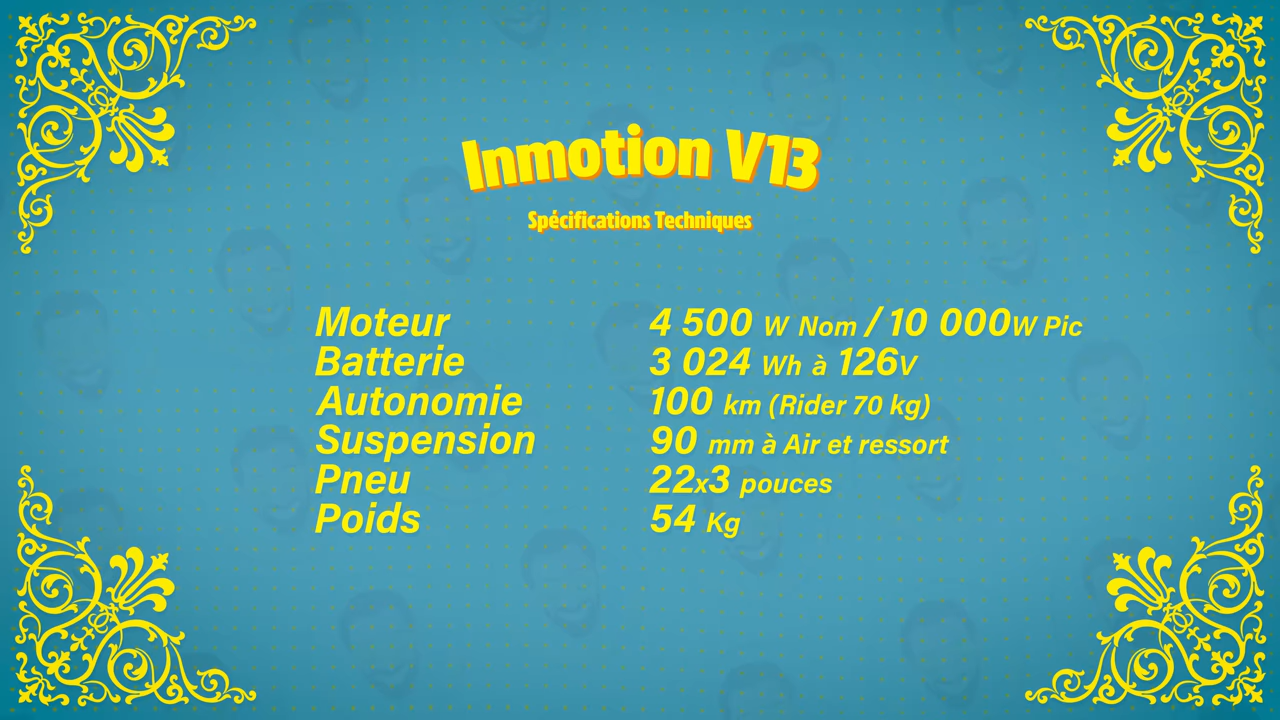 Inmotion V13
Spécifications Techniques
Moteur 4 500 W Nom / 10 000W Pic
Batterie 3 024 Wh à 126V
Autonomie 100 km (Rider 70 kg)
Suspension 90 mm à Air et ressort
Pneu 22x3 pouces
Poids 54 Kg